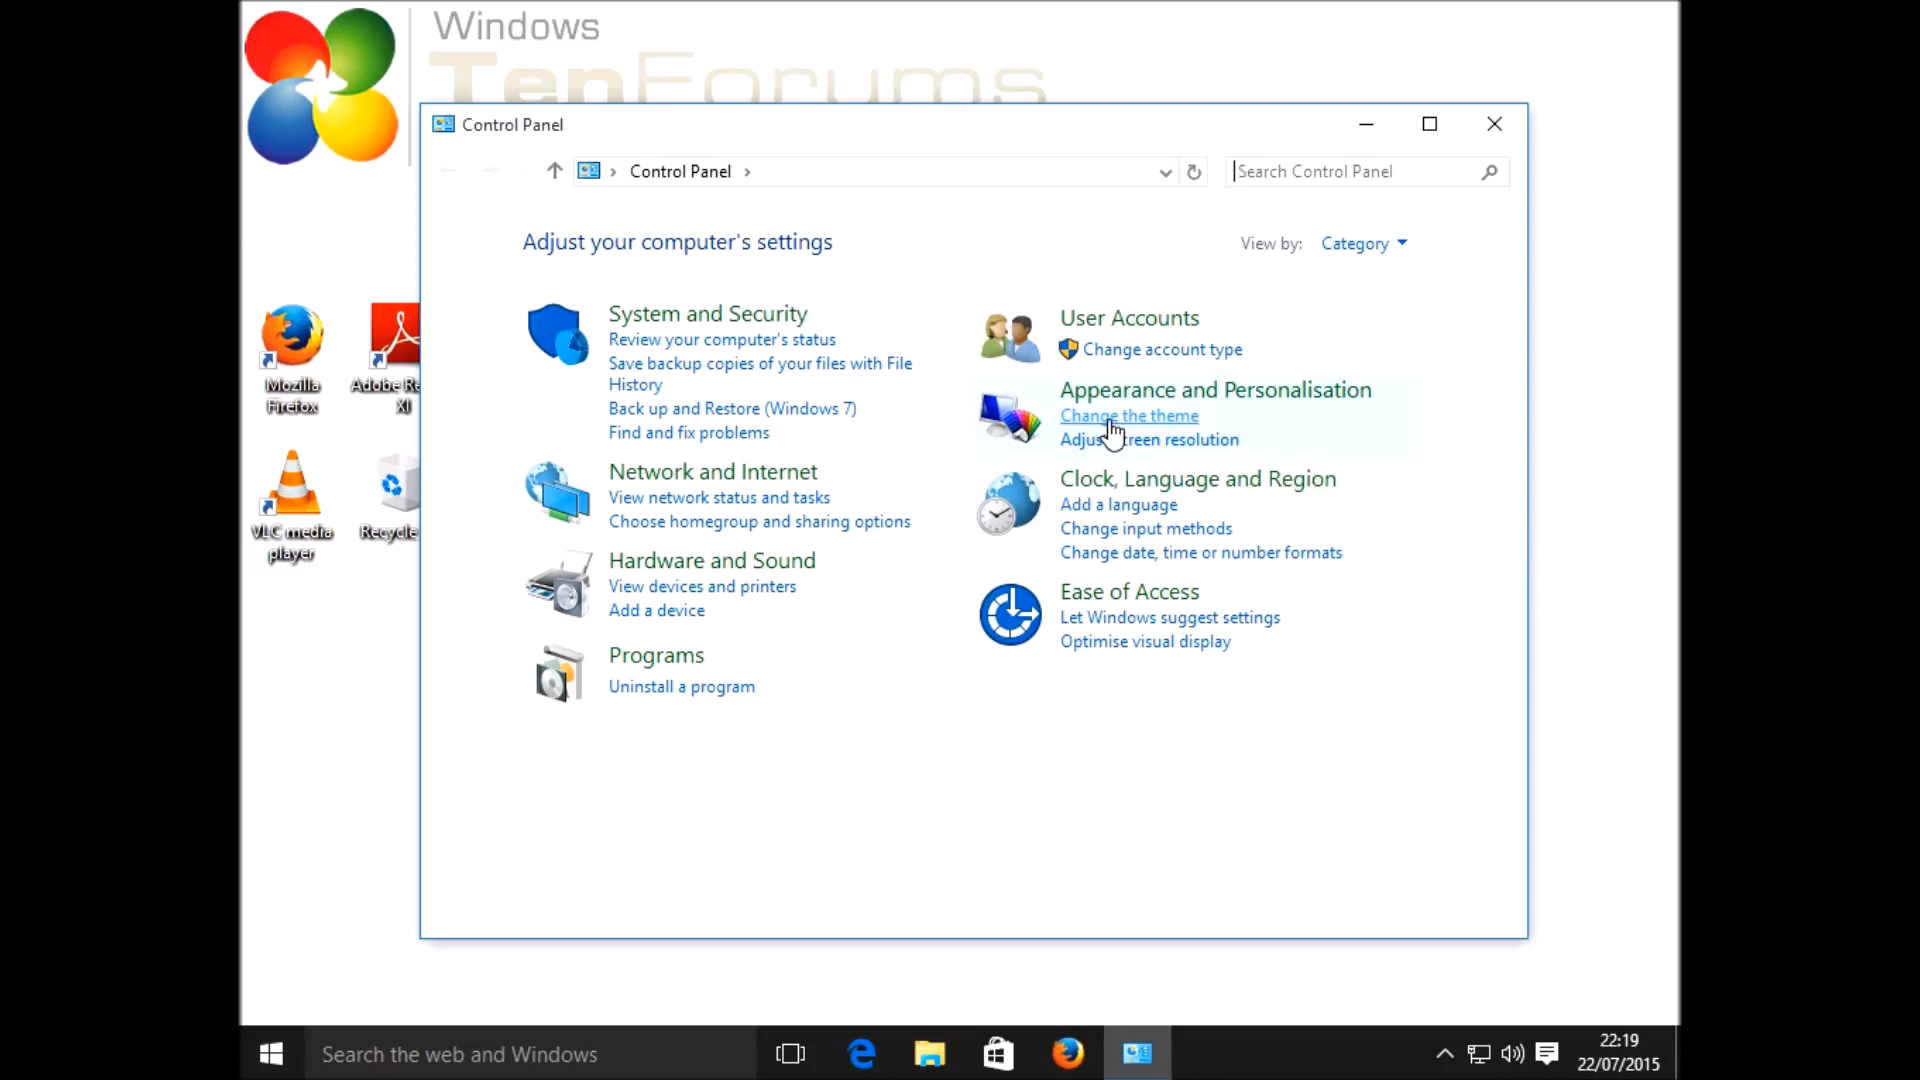 Windows
TenForums
Control Panel
Control Panel
Search Control Panel
Adjust your computer's settings
View by: Category
System and Security
Review your computer's status
Save backup copies of your files with File
History
Back up and Restore (Windows 7)
Find and fix problems
Network and Internet
View network status and tasks
Choose homegroup and sharing options
Hardware and Sound
View devices and printers
Add a device
Programs
Uninstall a program
User Accounts
Change account type
Appearance and Personalisation
Change the theme
Adjust screen resolution
Clock, Language and Region
Add a language
Change input methods
Change date, time or number formats
Ease of Access
Let Windows suggest settings
Optimise visual display
Mozilla
Firefox
Adobe Re
XI
VLC media
player
Recycle
Search the web and Windows
22:19
22/07/2015